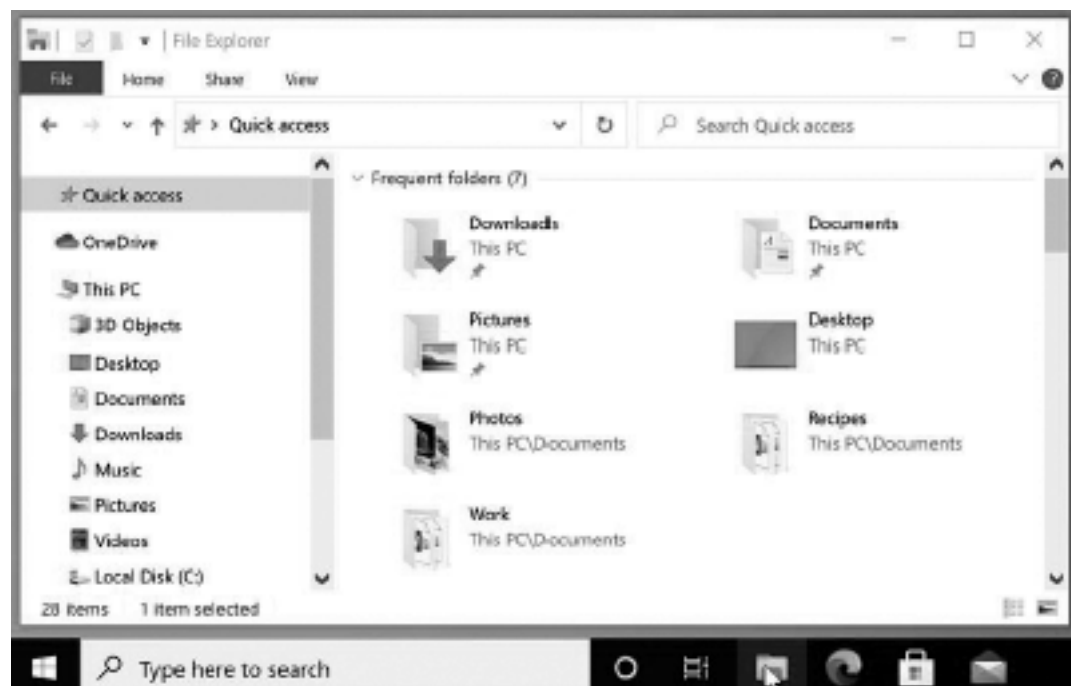 File Explorer
File Home Share View
Quick access
Search Quick access
Quick access
OneDrive
This PC
3D Objects
Desktop
Documents
Downloads
Music
Pictures
Videos
Local Disk (C:)
Frequent folders (7)
Downloads
This PC
Documents
This PC
Pictures
This PC
Desktop
This PC
Photos
This PC\Documents
Recipes
This PC\Documents
Work
This PC\Documents
28 items 1 item selected
Type here to search